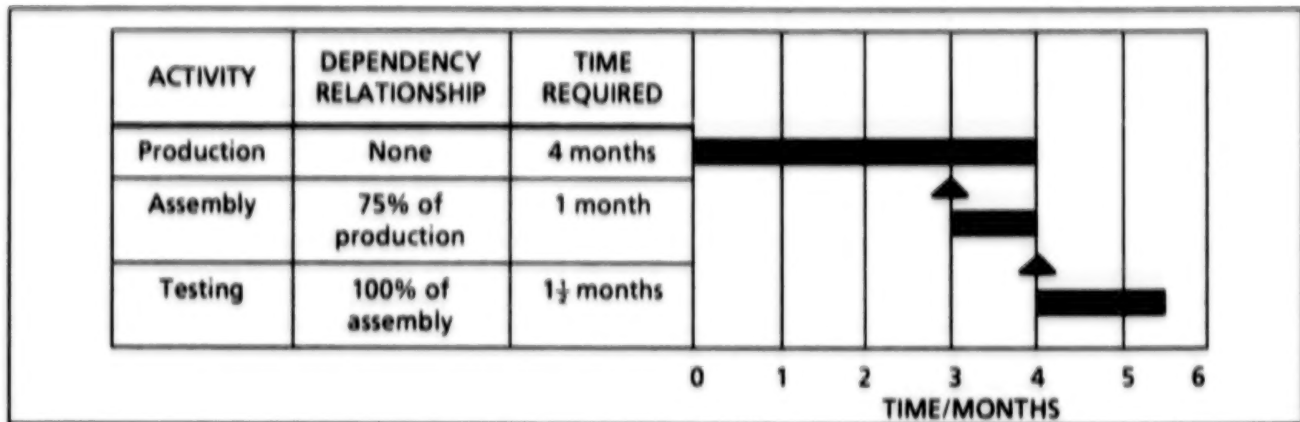 ACTIVITY
DEPENDENCY
RELATIONSHIP
TIME
REQUIRED
Production
None
4 months
Assembly
75% of
production
1 month
Testing
100% of
assembly
1½ months
0 1 2 3 4 5 6
TIME/MONTHS